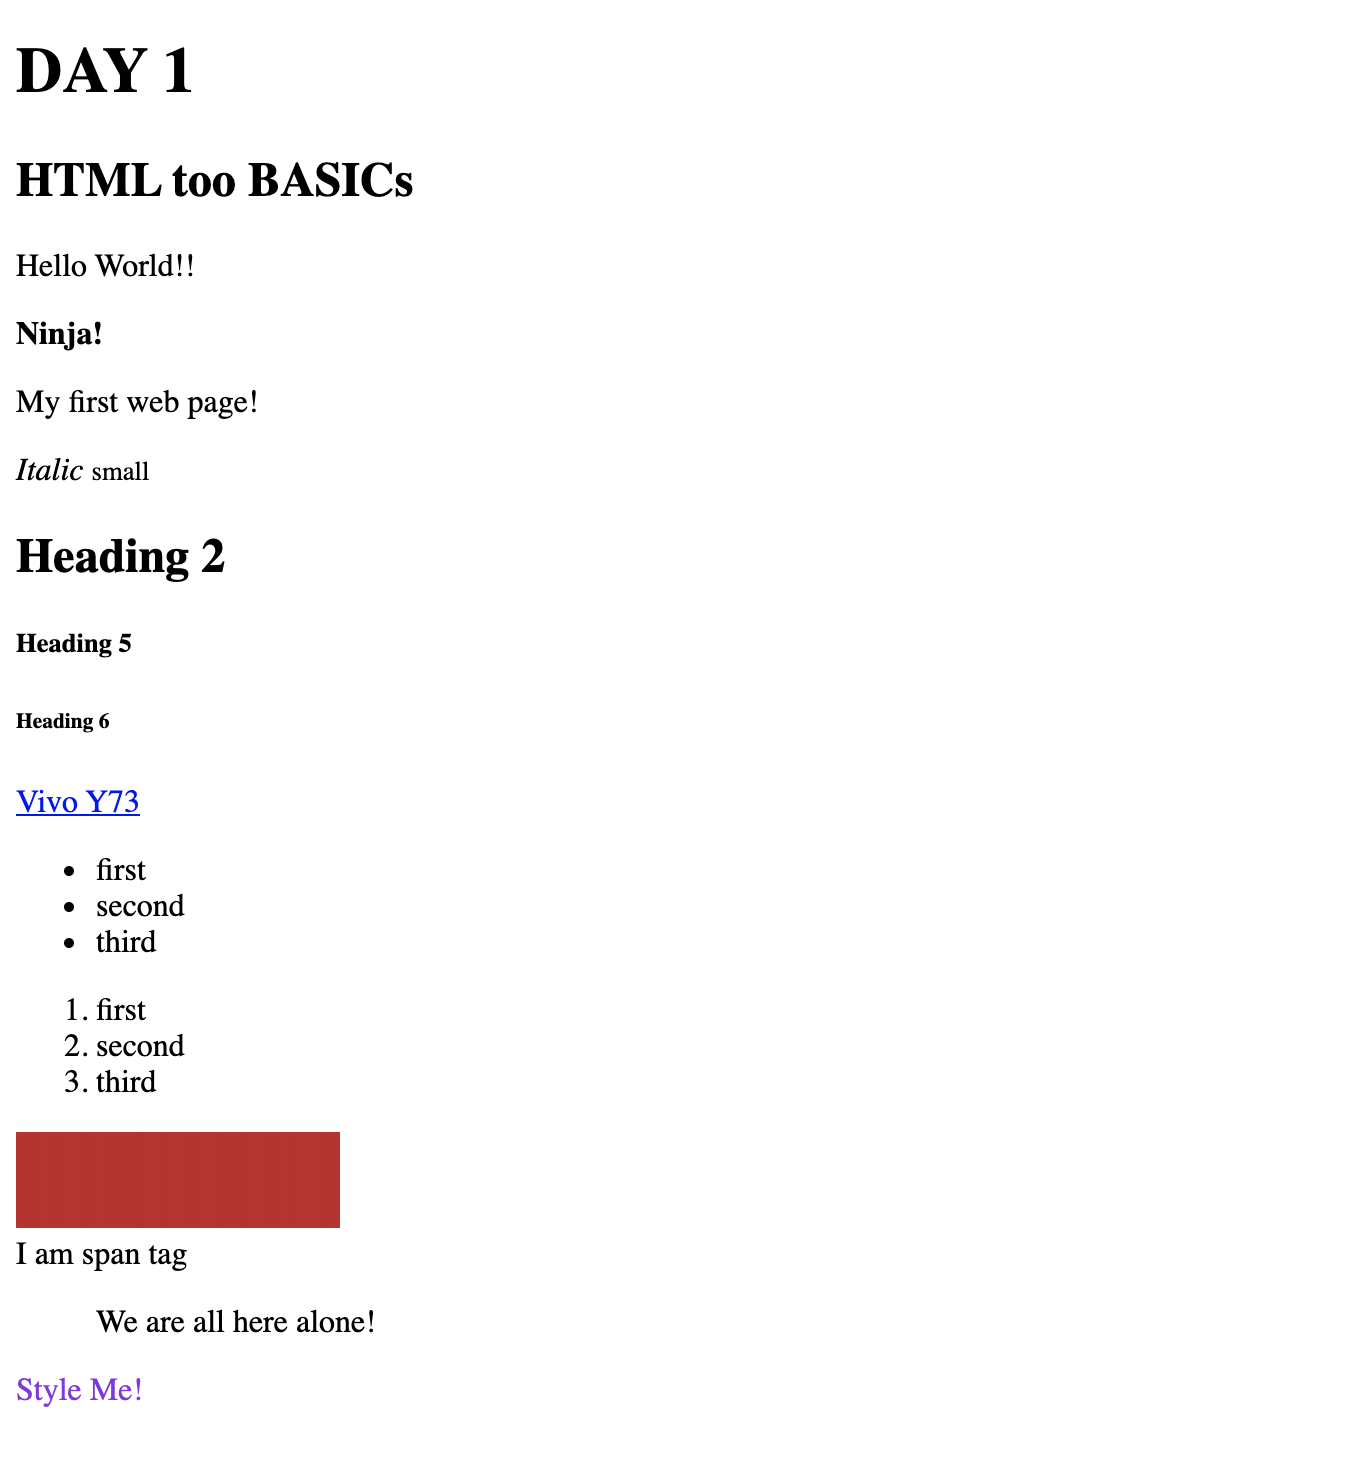 DAY 1
HTML too BASICs
Hello World!!
Ninja!
My first web page!
Italic small
Heading 2
Heading 5
Heading 6
Vivo Y73
• first
• second
• third
1. first
2. second
3. third
I am span tag
We are all here alone!
Style Me!